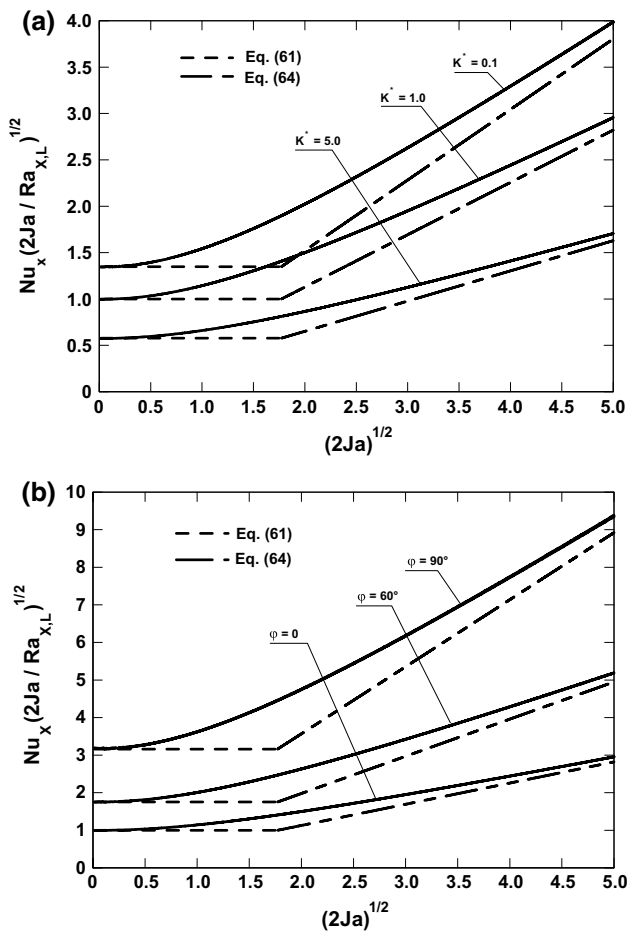 (a)
4.0
3.5
3.0
2.5
2.0
1.5
1.0
0.5
0
Nu_x (2Ja / Ra_X,L)^1/2
Eq. (61)
Eq. (64)
K* = 0.1
K* = 1.0
K* = 5.0
0 0.5 1.0 1.5 2.0 2.5 3.0 3.5 4.0 4.5 5.0
(2Ja)^1/2
(b)
10
9
8
7
6
5
4
3
2
1
0
Nu_X (2Ja / Ra_X,L)^1/2
Eq. (61)
Eq. (64)
φ = 90°
φ = 60°
φ = 0
0 0.5 1.0 1.5 2.0 2.5 3.0 3.5 4.0 4.5 5.0
(2Ja)^1/2